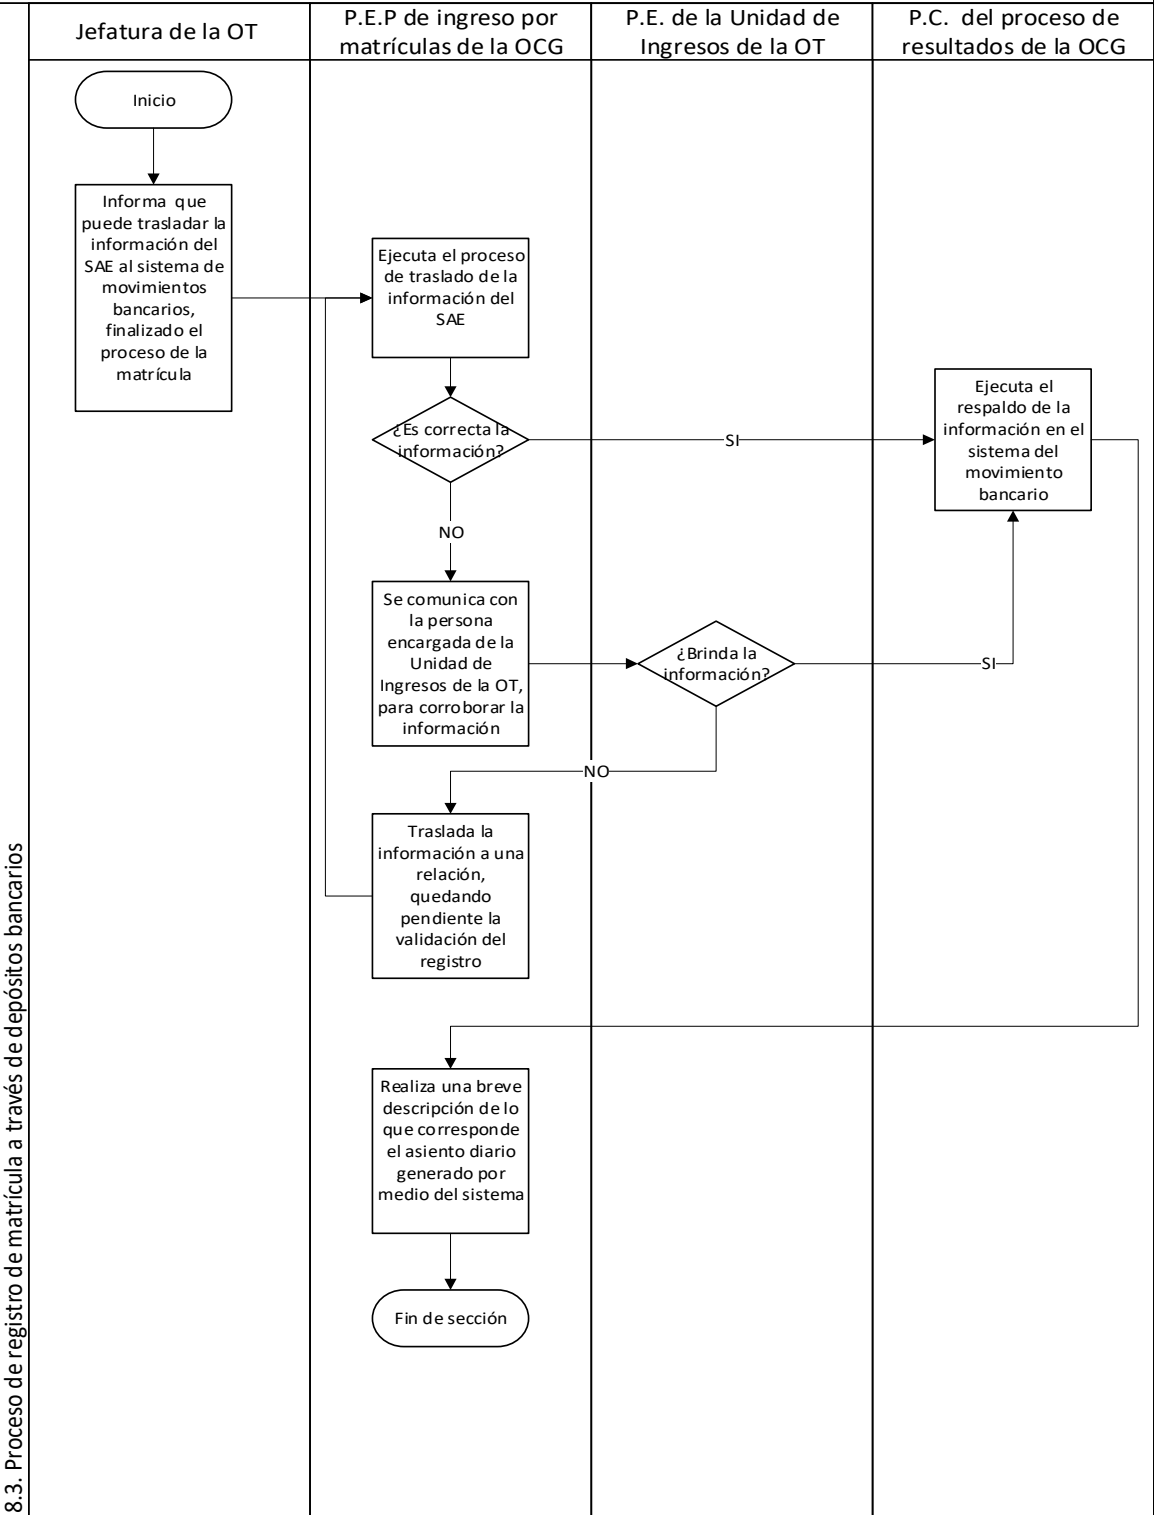 Jefatura de la OT
P.E.P de ingreso por
matrículas de la OCG
P.E. de la Unidad de
Ingresos de la OT
P.C. del proceso de
resultados de la OCG
8.3. Proceso de registro de matrícula a través de depósitos bancarios
Inicio
Informa que
puede trasladar la
información del
SAE al sistema de
movimientos
bancarios,
finalizado el
proceso de la
matrícula
Ejecuta el proceso
de traslado de la
información del
SAE
¿Es correcta la
información?
SI
Ejecuta el
respaldo de la
información en el
sistema del
movimiento
bancario
NO
Se comunica con
la persona
encargada de la
Unidad de
Ingresos de la OT,
para corroborar la
información
¿Brinda la
información?
SI
NO
Traslada la
información a una
relación,
quedando
pendiente la
validación del
registro
Realiza una breve
descripción de lo
que corresponde
el asiento diario
generado por
medio del sistema
Fin de sección